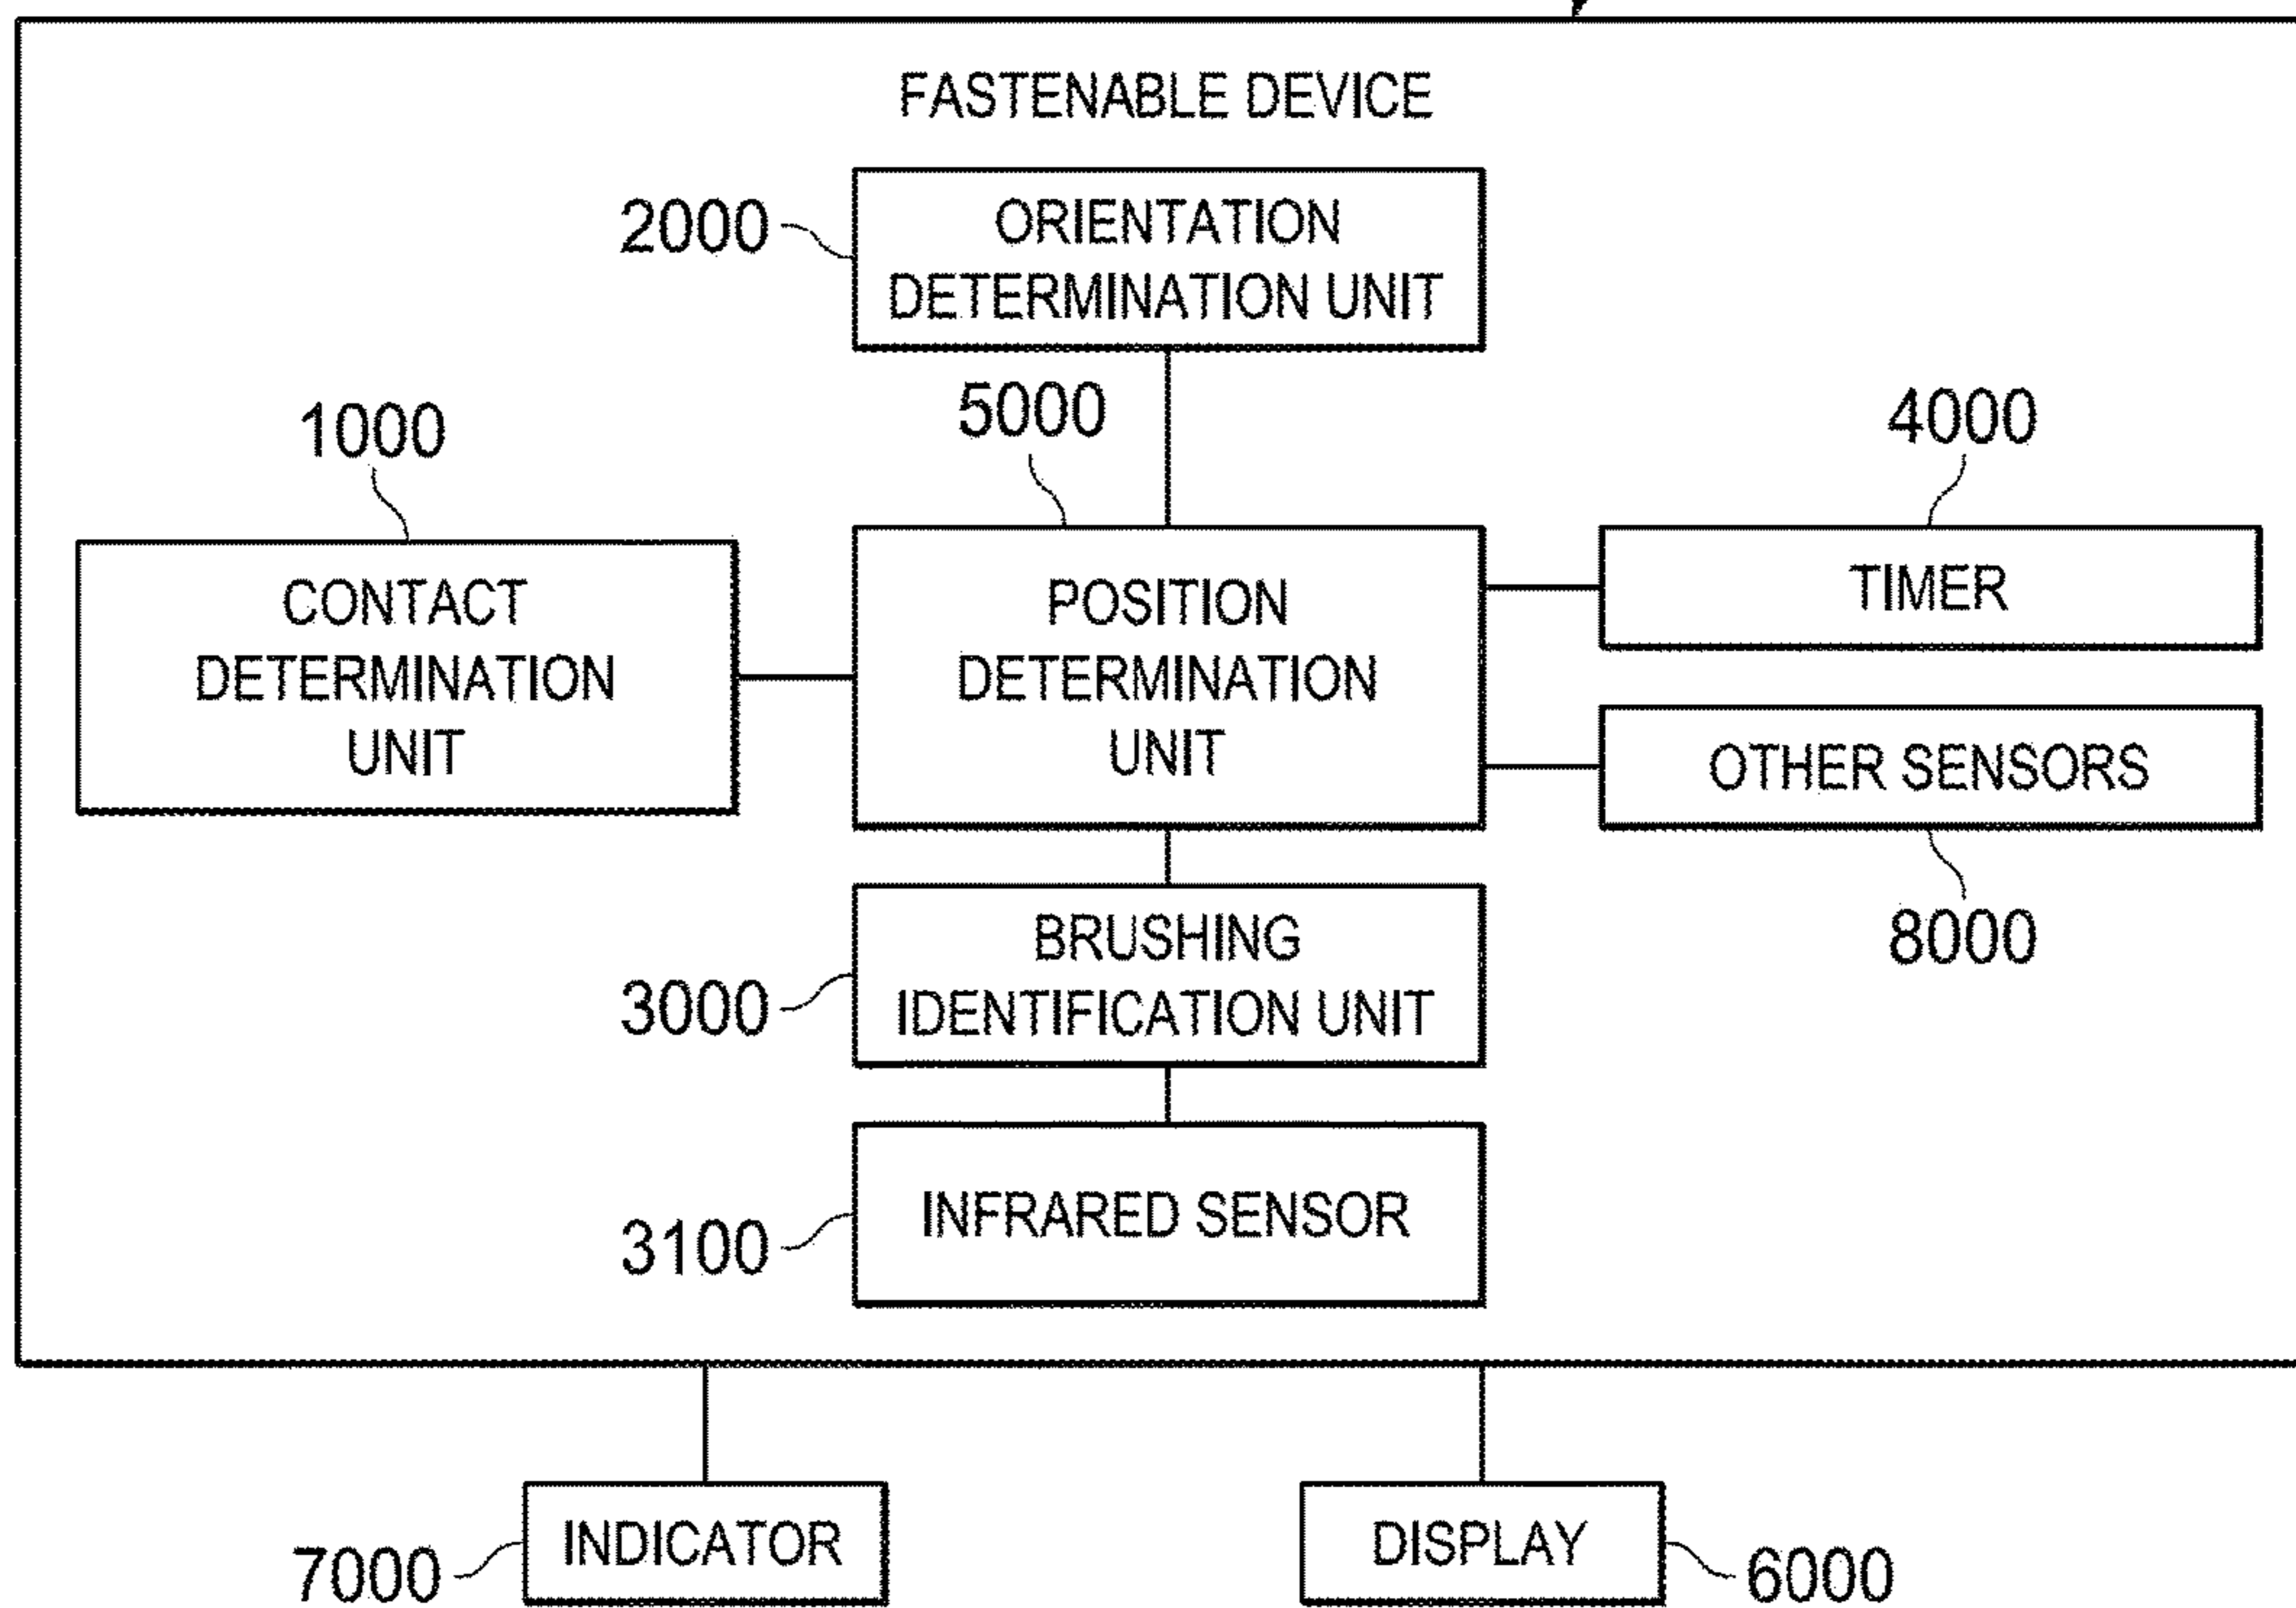 FASTENABLE DEVICE
2000
ORIENTATION
DETERMINATION UNIT
1000
5000
4000
CONTACT
DETERMINATION
UNIT
POSITION
DETERMINATION
UNIT
TIMER
OTHER SENSORS
8000
3000
BRUSHING
IDENTIFICATION UNIT
3100
INFRARED SENSOR
7000
INDICATOR
DISPLAY
6000